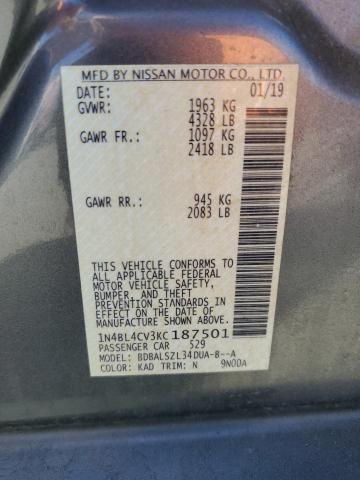 MFD BY NISSAN MOTOR CO., LTD.
DATE: 01/19
GVWR: 1963 KG
4328 LB
GAWR FR.: 1097 KG
2418 LB
GAWR RR.: 945 KG
2083 LB
THIS VEHICLE CONFORMS TO
ALL APPLICABLE FEDERAL
MOTOR VEHICLE SAFETY,
BUMPER, AND THEFT
PREVENTION STANDARDS
IN EFFECT ON THE DATE OF
MANUFACTURE SHOWN ABOVE.
1N4BL4CV3KC187501
PASSENGER CAR 529
MODEL: BDBALSZL34DUA-B--A
COLOR: KAD TRIM: N 9N00A